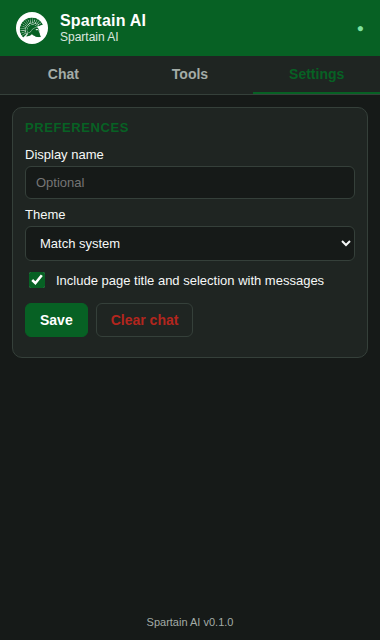 Spartain AI
Spartain AI
Chat
Tools
Settings
PREFERENCES
Display name
Optional
Theme
Match system
Include page title and selection with messages
Save
Clear chat
Spartain AI v0.1.0